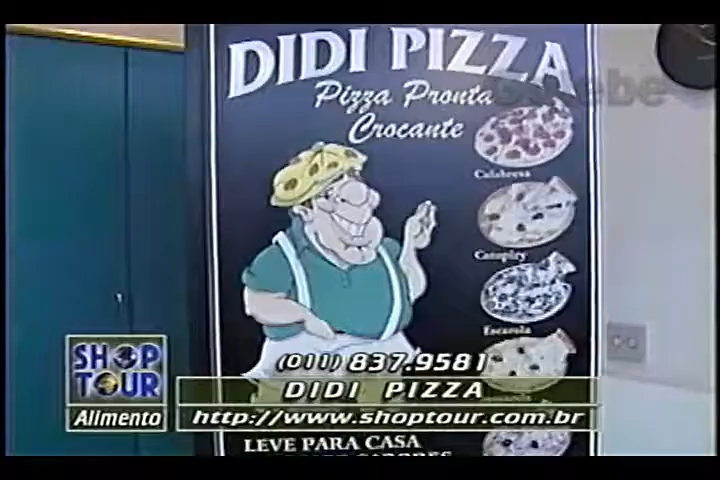 DIDI PIZZA
Pizza Pronta
Crocante
Calabresa
Catupiry
Escarola
(011) 837.9581
SHOP
TOUR
DIDI PIZZA
Alimento
http://www.shoptour.com.br
LEVE PARA CASA